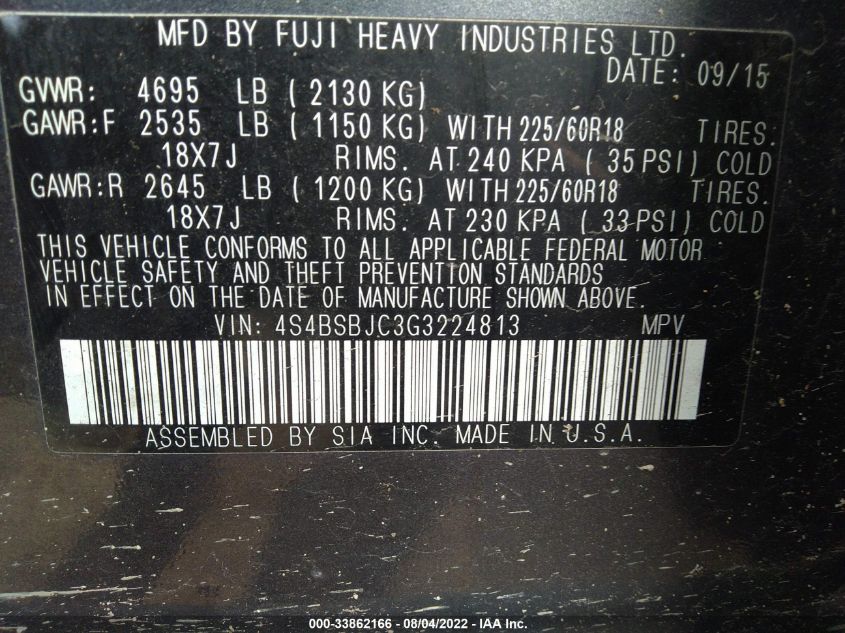 MFD BY FUJI HEAVY INDUSTRIES LTD.
DATE: 09/15
GVWR: 4695 LB ( 2130 KG)
GAWR:F 2535 LB ( 1150 KG) WITH 225/60R18 TIRES.
18X7J RIMS. AT 240 KPA ( 35 PSI) COLD
GAWR:R 2645 LB ( 1200 KG) WITH 225/60R18 TIRES.
18X7J RIMS. AT 230 KPA ( 33 PSI) COLD
THIS VEHICLE CONFORMS TO ALL APPLICABLE FEDERAL MOTOR
VEHICLE SAFETY AND THEFT PREVENTION STANDARDS
IN EFFECT ON THE DATE OF MANUFACTURE SHOWN ABOVE.
VIN: 4S4BSBJC3G3224813 MPV
ASSEMBLED BY SIA INC. MADE IN U.S.A.
000-33862166 - 08/04/2022 - IAA Inc.